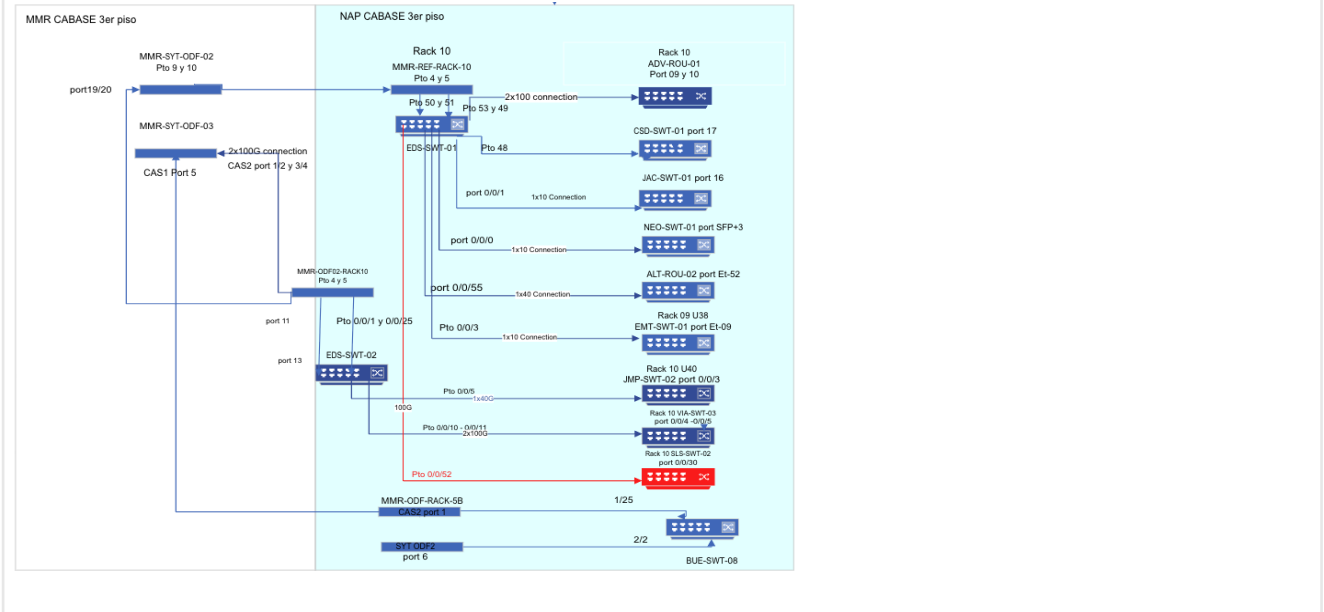 MMR CABASE 3er piso
NAP CABASE 3er piso
MMR-SYT-ODF-02
Pto 9 y 10
port19/20
Rack 10
MMR-REF-RACK-10
Pto 4 y 5
Pto 50 y 51
Pto 53 y 49
2x100 connection
Rack 10
ADV-ROU-01
Port 09 y 10
MMR-SYT-ODF-03
2x100G connection
CAS2 port 1/2 y 3/4
CAS1 Port 5
EDS-SWT-01
Pto 48
CSD-SWT-01 port 17
JAC-SWT-01 port 16
port 0/0/1
1x10 Connection
NEO-SWT-01 port SFP+3
port 0/0/0
1x10 Connection
MMR-ODF02-RACK10
Pto 4 y 5
ALT-ROU-02 port Et-52
port 0/0/55
1x40 Connection
port 11
Pto 0/0/1 y 0/0/25
Rack 09 U38
EMT-SWT-01 port Et-09
Pto 0/0/3
1x10 Connection
port 13
EDS-SWT-02
Rack 10 U40
JMP-SWT-02 port 0/0/3
Pto 0/0/5
1x40G
100G
Rack 10 VIA-SWT-03
port 0/0/4 -0/0/5
Pto 0/0/10 - 0/0/11
2x100G
Rack 10 SLS-SWT-02
port 0/0/30
Pto 0/0/52
MMR-ODF-RACK-5B
CAS2 port 1
1/25
SYT ODF2
port 6
2/2
BUE-SWT-08